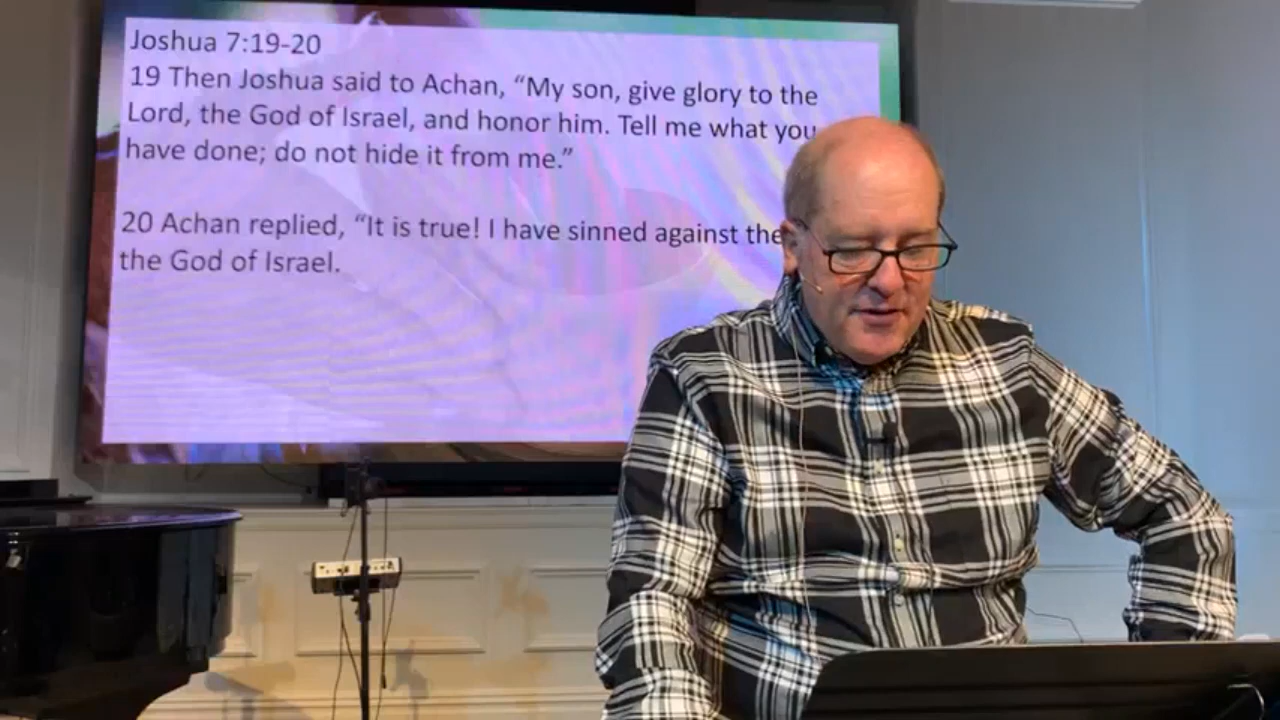 Joshua 7:19-20
19 Then Joshua said to Achan, “My son, give glory to the
Lord, the God of Israel, and honor him. Tell me what you
have done; do not hide it from me.”
20 Achan replied, “It is true! I have sinned against the
the God of Israel.